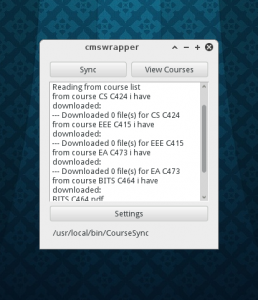 cmswrapper
Sync
View Courses
Reading from course list
from course CS C424 i have
downloaded:
--- Downloaded 0 file(s) for CS C424
from course EEE C415 i have
downloaded:
--- Downloaded 0 file(s) for EEE C415
from course EA C473 i have
downloaded:
--- Downloaded 0 file(s) for EA C473
from course BITS C464 i have
downloaded:
BITS C464.pdf
Settings
/usr/local/bin/CourseSync